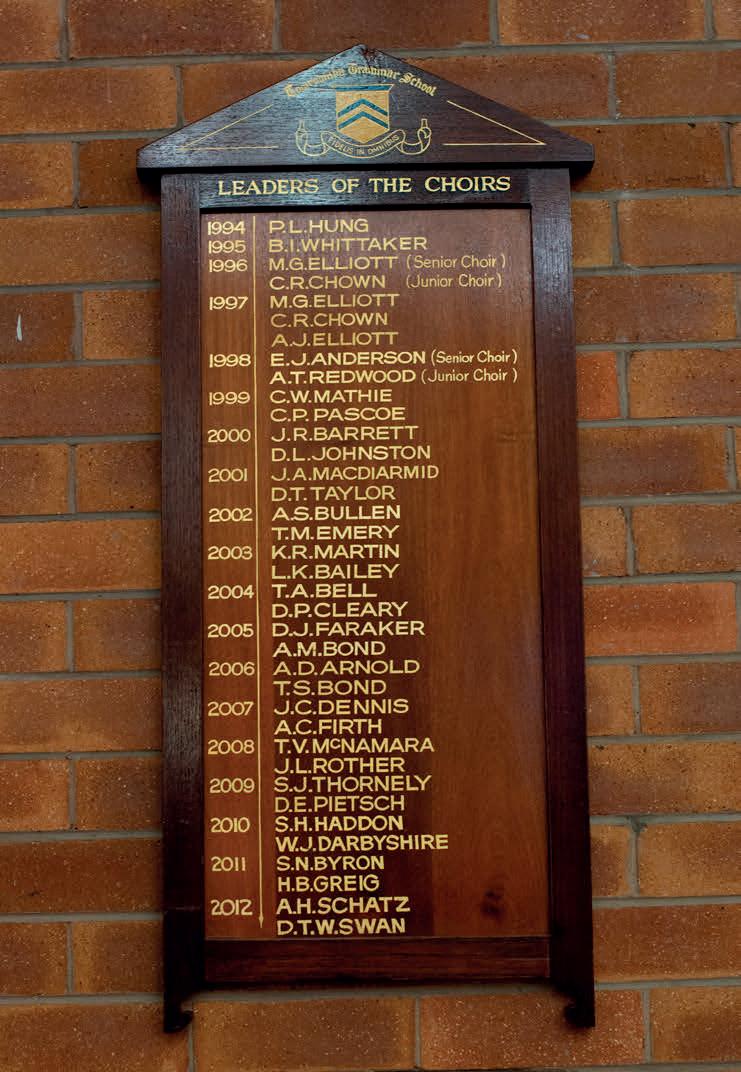 Toowoomba Grammar School
FIDELIS IN OMNIBUS
LEADERS OF THE CHOIRS
1994 P.L.HUNG
1995 B.I.WHITTAKER
1996 M.G.ELLIOTT (Senior Choir)
C.R.CHOWN (Junior Choir)
1997 M.G.ELLIOTT
C.R.CHOWN
A.J.ELLIOTT
1998 E.J.ANDERSON (Senior Choir)
A.T.REDWOOD (Junior Choir)
1999 C.W.MATHIE
C.P.PASCOE
2000 J.R.BARRETT
D.L.JOHNSTON
2001 J.A.MACDIARMID
D.T.TAYLOR
2002 A.S.BULLEN
T.M.EMERY
2003 K.R.MARTIN
L.K.BAILEY
2004 T.A.BELL
D.P.CLEARY
2005 D.J.FARAKER
A.M.BOND
2006 A.D.ARNOLD
T.S.BOND
2007 J.C.DENNIS
A.C.FIRTH
2008 T.V.McNAMARA
J.L.ROTHER
2009 S.J.THORNELY
D.E.PIETSCH
2010 S.H.HADDON
W.J.DARBYSHIRE
2011 S.N.BYRON
H.B.GREIG
2012 A.H.SCHATZ
D.T.W.SWAN